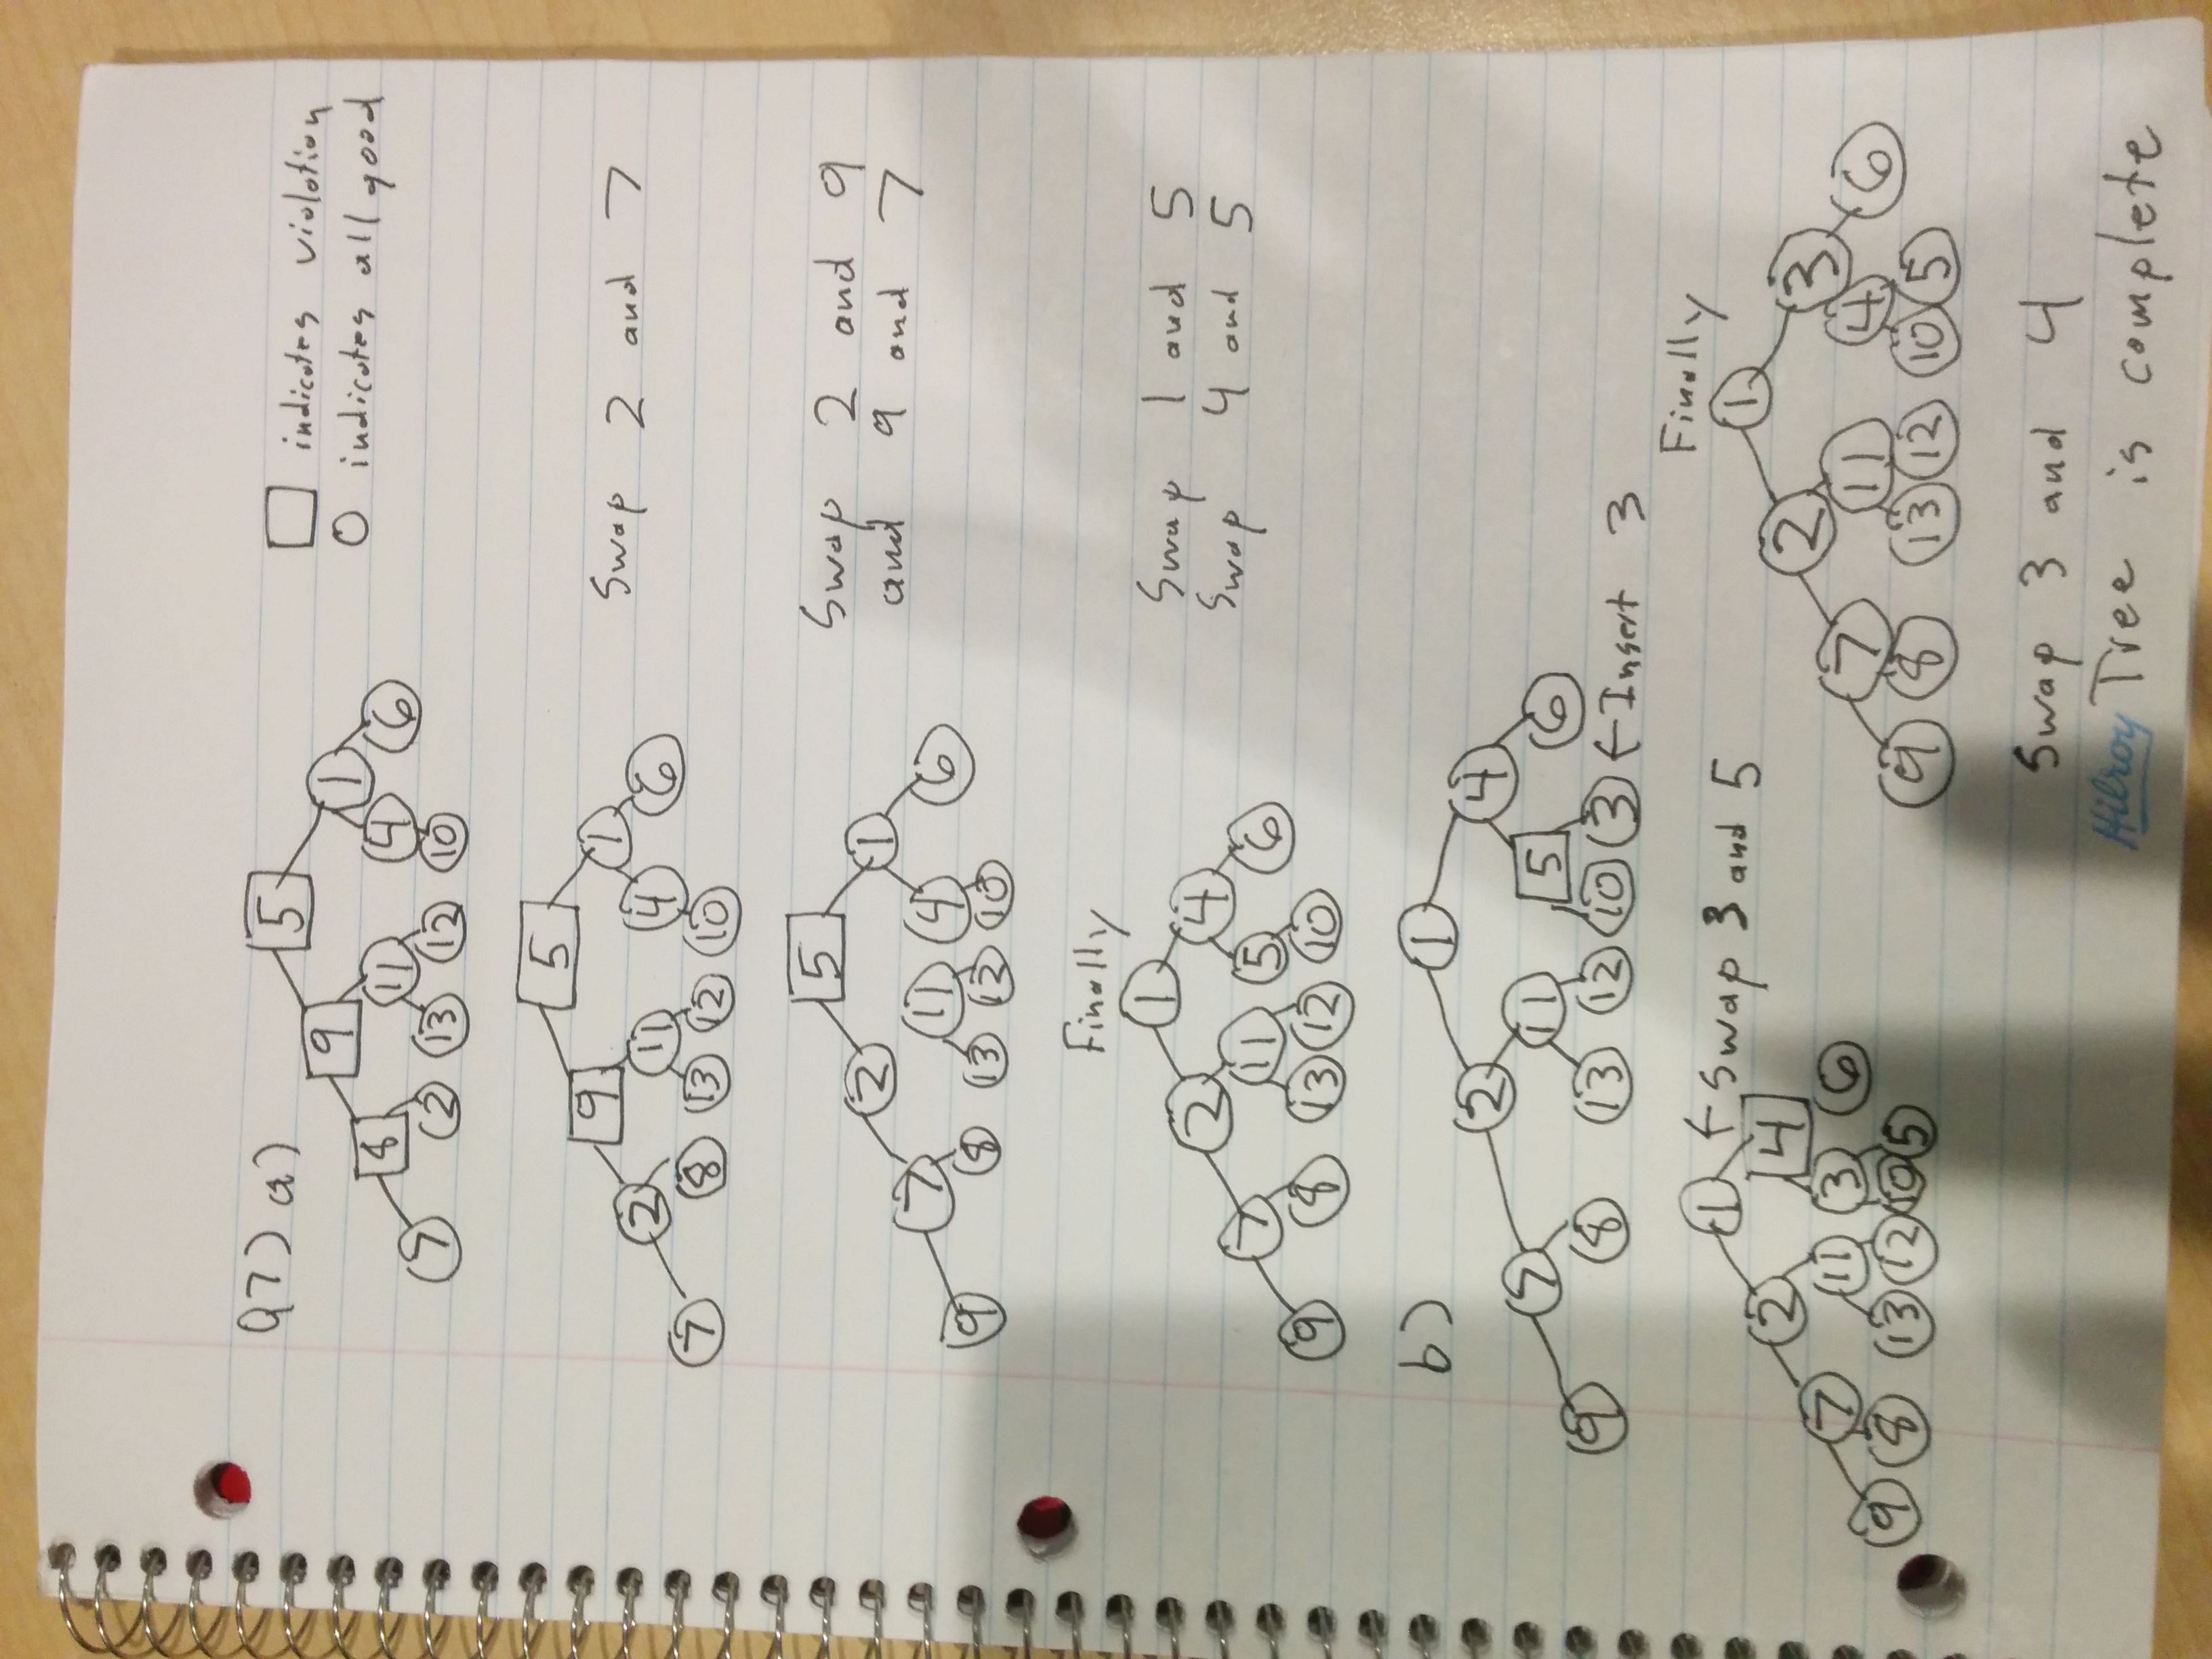 Q7) a)
5
□ indicates violation
9 1
○ indicates all good
8 11 4 6
7 2 13 12 10
5
9 1
Swap 2 and 7
2 11 4 6
7 8 13 12 10
5
Swap 2 and 9
2 1
and 9 and 7
7 11 4 6
9 8 13 12 10
Finally
1
Swap 1 and 5
2 4
Swap 4 and 5
7 11 5 6
9 8 13 12 10
b)
1
2 4
7 11 5 6
9 8 13 12 10 3 ← Insert 3
1 ← Swap 3 and 5
2 4
7 11 3 6
9 8 13 12 10 5
Finally
1
2 3
7 11 4 6
9 8 13 12 10 5
Swap 3 and 4
Hilroy
Tree is complete